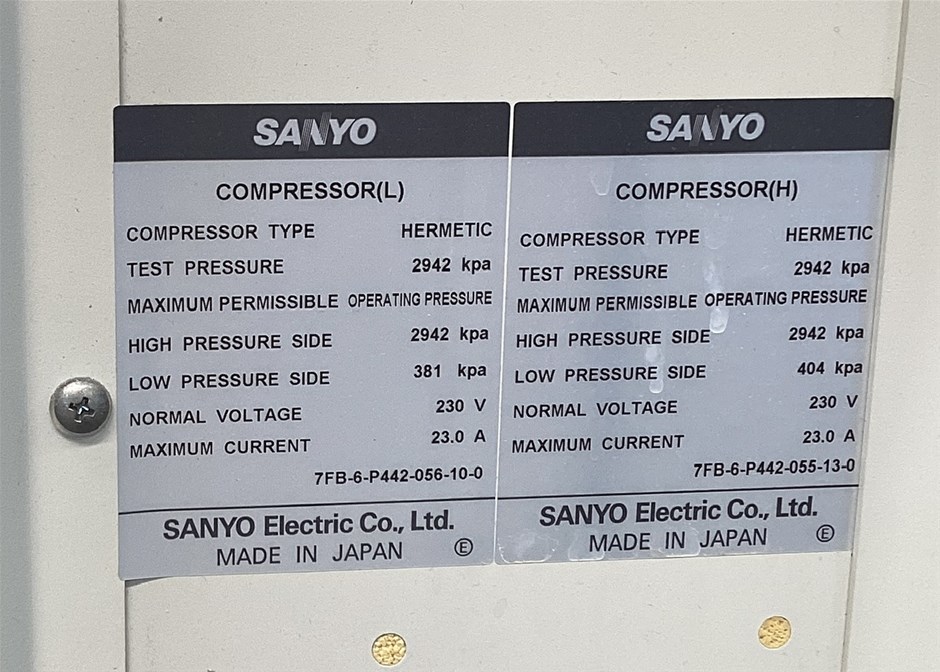 SANYO
COMPRESSOR(L)
COMPRESSOR TYPE HERMETIC
TEST PRESSURE 2942 kpa
MAXIMUM PERMISSIBLE OPERATING PRESSURE
HIGH PRESSURE SIDE 2942 kpa
LOW PRESSURE SIDE 381 kpa
NORMAL VOLTAGE 230 V
MAXIMUM CURRENT 23.0 A
7FB-6-P442-056-10-0
SANYO Electric Co., Ltd.
MADE IN JAPAN Ⓔ
SANYO
COMPRESSOR(H)
COMPRESSOR TYPE HERMETIC
TEST PRESSURE 2942 kpa
MAXIMUM PERMISSIBLE OPERATING PRESSURE
HIGH PRESSURE SIDE 2942 kpa
LOW PRESSURE SIDE 404 kpa
NORMAL VOLTAGE 230 V
MAXIMUM CURRENT 23.0 A
7FB-6-P442-055-13-0
SANYO Electric Co., Ltd.
MADE IN JAPAN Ⓔ